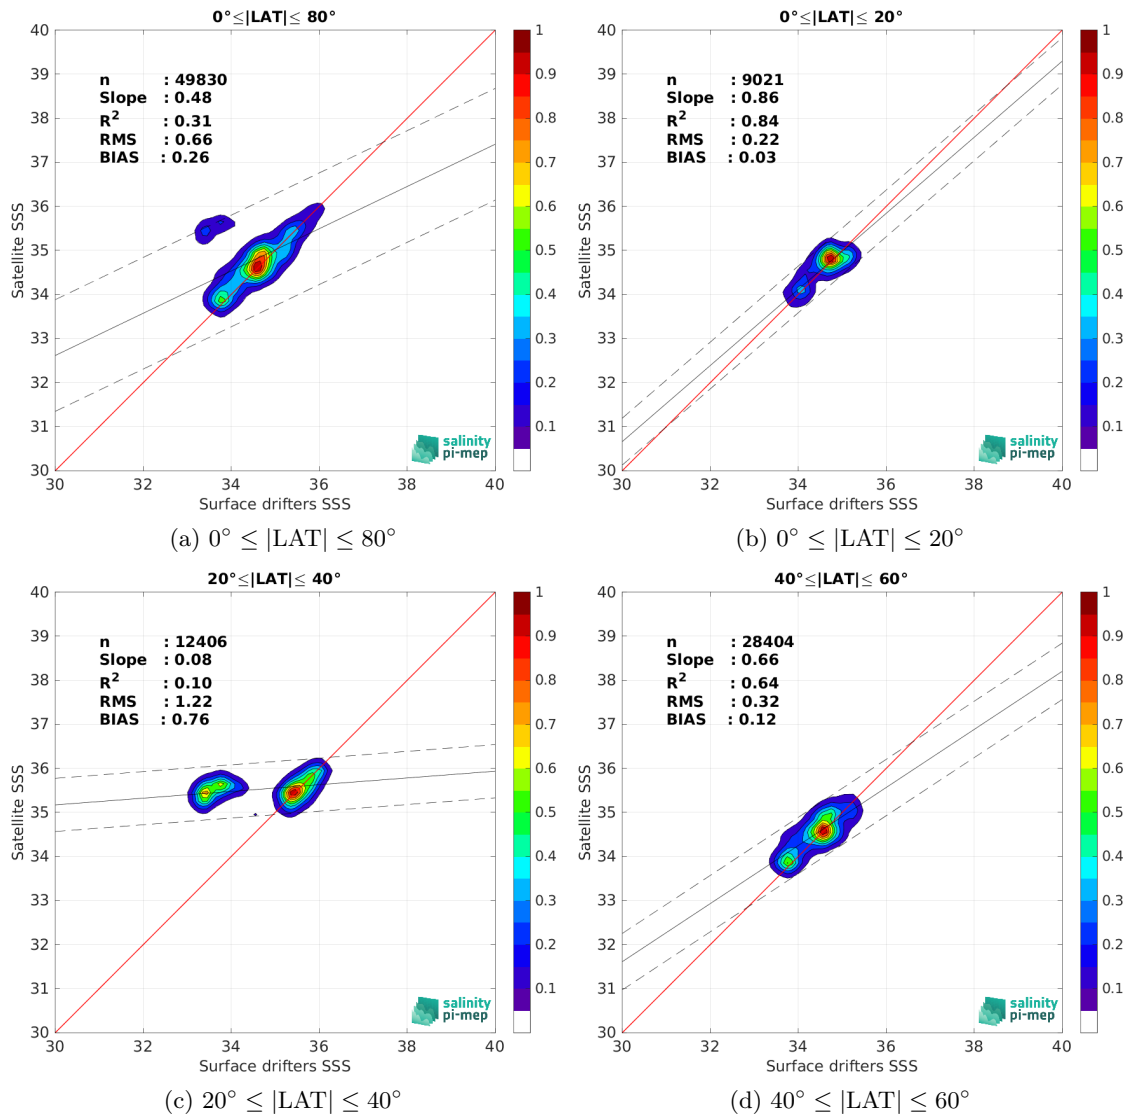 0°≤|LAT|≤ 80°
40
39
38
37
36
35
34
33
32
31
30
Satellite SSS
n : 49830
Slope : 0.48
R2 : 0.31
RMS : 0.66
BIAS : 0.26
salinity
pi-mep
30 32 34 36 38 40
Surface drifters SSS
1
0.9
0.8
0.7
0.6
0.5
0.4
0.3
0.2
0.1
(a) 0° ≤ |LAT| ≤ 80°
0°≤|LAT|≤ 20°
40
39
38
37
36
35
34
33
32
31
30
Satellite SSS
n : 9021
Slope : 0.86
R2 : 0.84
RMS : 0.22
BIAS : 0.03
salinity
pi-mep
30 32 34 36 38 40
Surface drifters SSS
1
0.9
0.8
0.7
0.6
0.5
0.4
0.3
0.2
0.1
(b) 0° ≤ |LAT| ≤ 20°
20°≤|LAT|≤ 40°
40
39
38
37
36
35
34
33
32
31
30
Satellite SSS
n : 12406
Slope : 0.08
R2 : 0.10
RMS : 1.22
BIAS : 0.76
salinity
pi-mep
30 32 34 36 38 40
Surface drifters SSS
1
0.9
0.8
0.7
0.6
0.5
0.4
0.3
0.2
0.1
(c) 20° ≤ |LAT| ≤ 40°
40°≤|LAT|≤ 60°
40
39
38
37
36
35
34
33
32
31
30
Satellite SSS
n : 28404
Slope : 0.66
R2 : 0.64
RMS : 0.32
BIAS : 0.12
salinity
pi-mep
30 32 34 36 38 40
Surface drifters SSS
1
0.9
0.8
0.7
0.6
0.5
0.4
0.3
0.2
0.1
(d) 40° ≤ |LAT| ≤ 60°